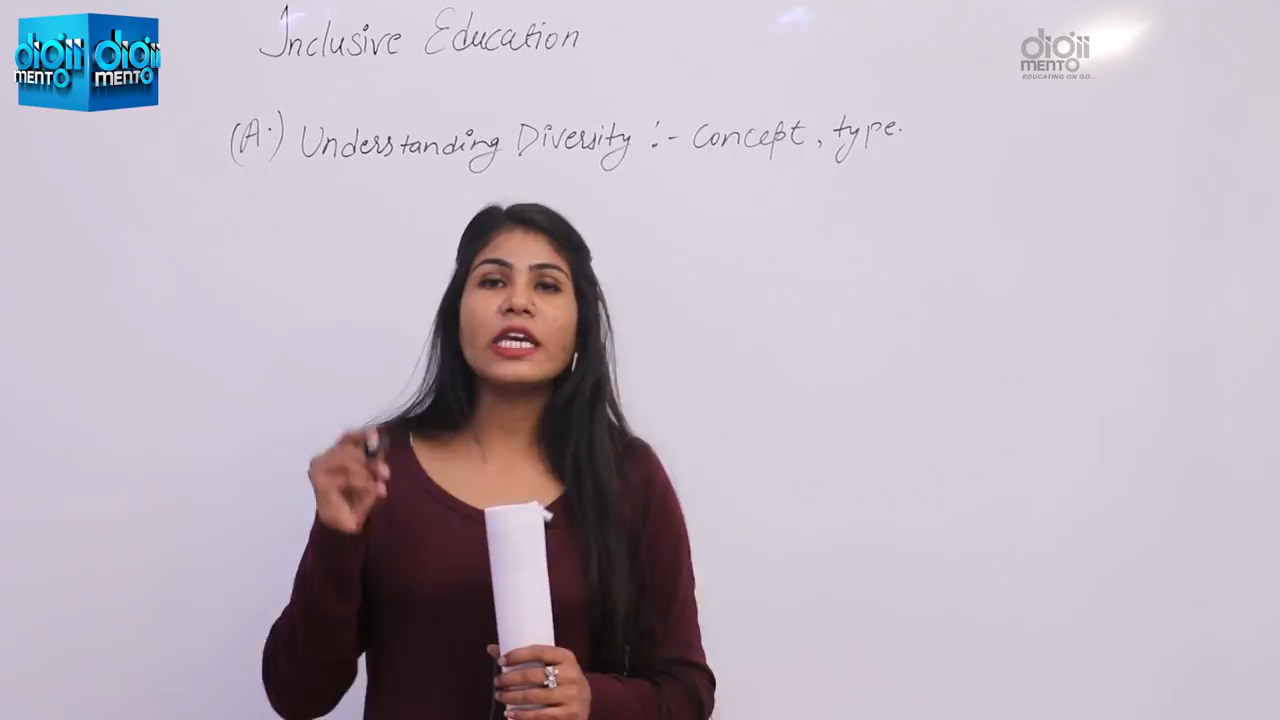 Inclusive Education
(A.) Understanding Diversity :- Concept, type.
digii
MENTO
digii
MENTO
digii
MENTO
EDUCATING ON GO...